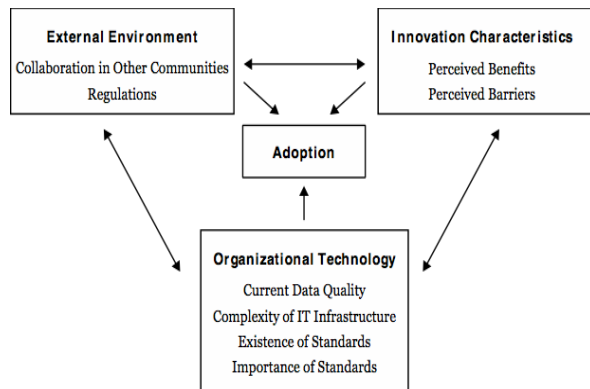 External Environment
Collaboration in Other Communities
Regulations
Innovation Characteristics
Perceived Benefits
Perceived Barriers
Adoption
Organizational Technology
Current Data Quality
Complexity of IT Infrastructure
Existence of Standards
Importance of Standards